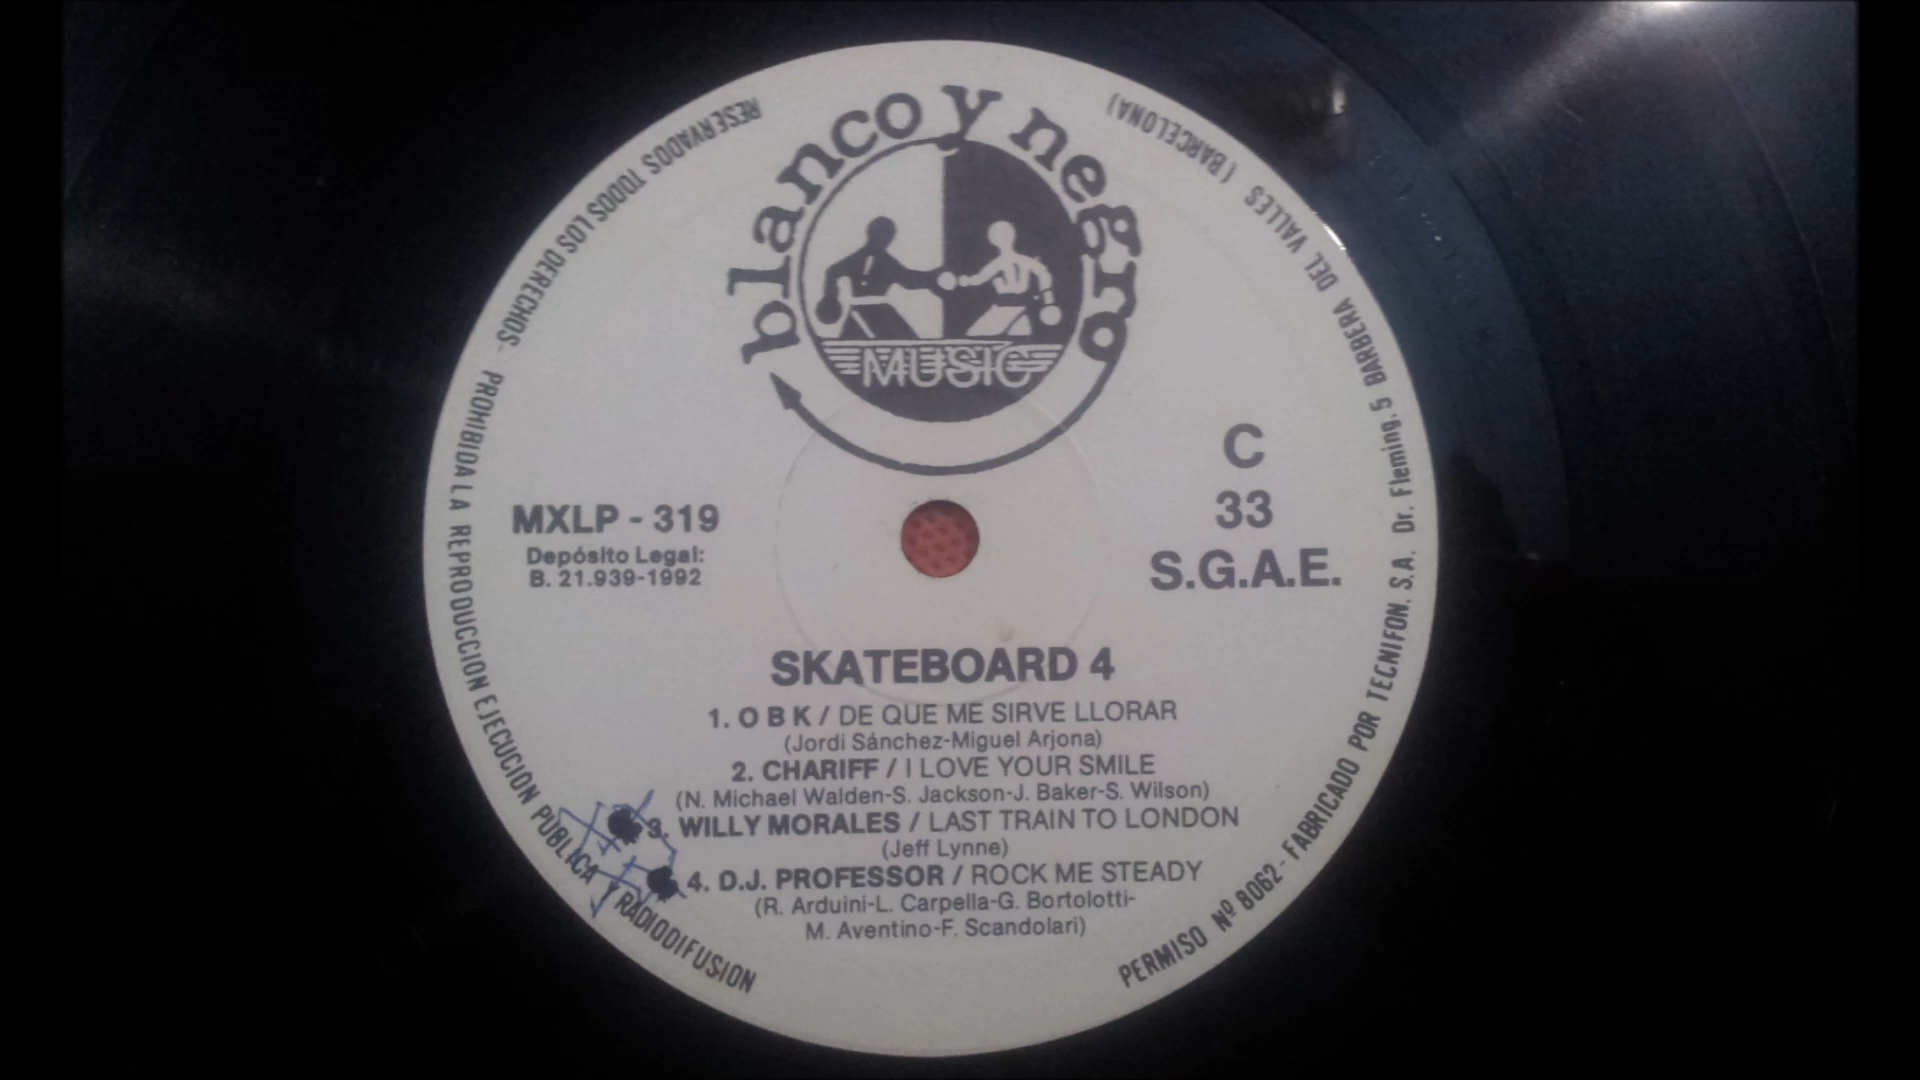 blanco y negro
MUSIC
RESERVADOS TODOS LOS DERECHOS - PROHIBIDA LA REPRODUCCION EJECUCION PUBLICA Y RADIODIFUSION
PERMISO Nº 8062 - FABRICADO POR TECNIFON, S.A. Dr. Fleming, 5 BARBERA DEL VALLES (BARCELONA)
MXLP - 319
Depósito Legal:
B. 21.939-1992
C
33
S.G.A.E.
SKATEBOARD 4
1. O B K / DE QUE ME SIRVE LLORAR
(Jordi Sánchez-Miguel Arjona)
2. CHARIFF / I LOVE YOUR SMILE
(N. Michael Walden-S. Jackson-J. Baker-S. Wilson)
3. WILLY MORALES / LAST TRAIN TO LONDON
(Jeff Lynne)
4. D.J. PROFESSOR / ROCK ME STEADY
(R. Arduini-L. Carpella-G. Bortolotti-
M. Aventino-F. Scandolari)